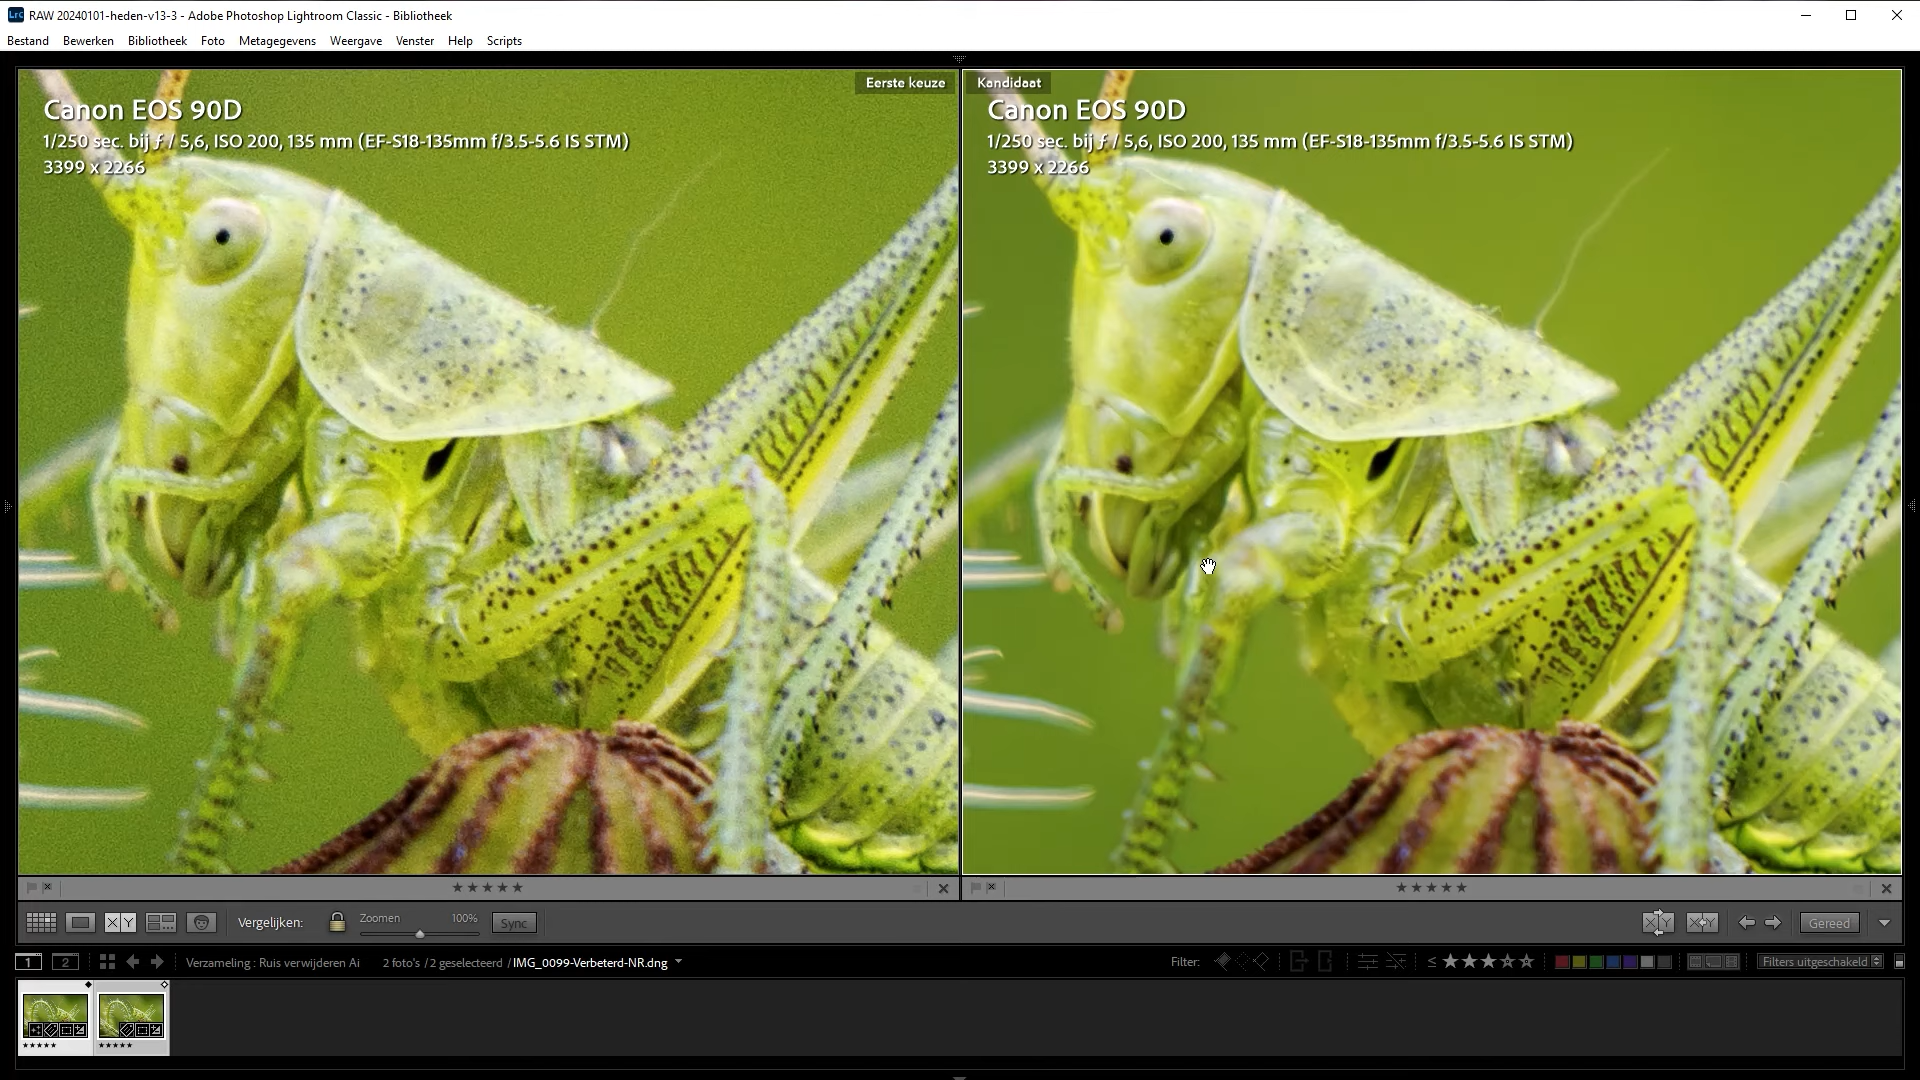 RAW 20240101-heden-v13-3 - Adobe Photoshop Lightroom Classic - Bibliotheek
Bestand Bewerken Bibliotheek Foto Metagegevens Weergave Venster Help Scripts
Eerste keuze
Canon EOS 90D
1/250 sec. bij ƒ / 5,6, ISO 200, 135 mm (EF-S18-135mm f/3.5-5.6 IS STM)
3399 x 2266
Kandidaat
Canon EOS 90D
1/250 sec. bij ƒ / 5,6, ISO 200, 135 mm (EF-S18-135mm f/3.5-5.6 IS STM)
3399 x 2266
X Y Vergelijken: Zoomen 100% Sync Gereed
1 2 Verzameling : Ruis verwijderen Ai 2 foto's / 2 geselecteerd / IMG_0099-Verbeterd-NR.dng Filter: Filters uitgeschakeld